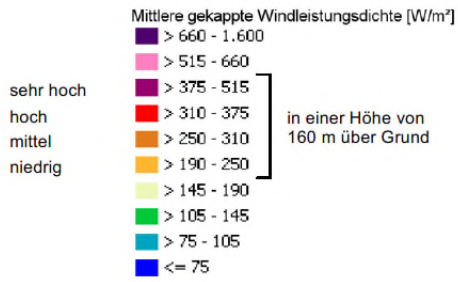 Mittlere gekappte Windleistungsdichte [W/m²]
> 660 - 1.600
> 515 - 660
sehr hoch > 375 - 515
hoch > 310 - 375
mittel > 250 - 310
niedrig > 190 - 250
in einer Höhe von
160 m über Grund
> 145 - 190
> 105 - 145
> 75 - 105
<= 75